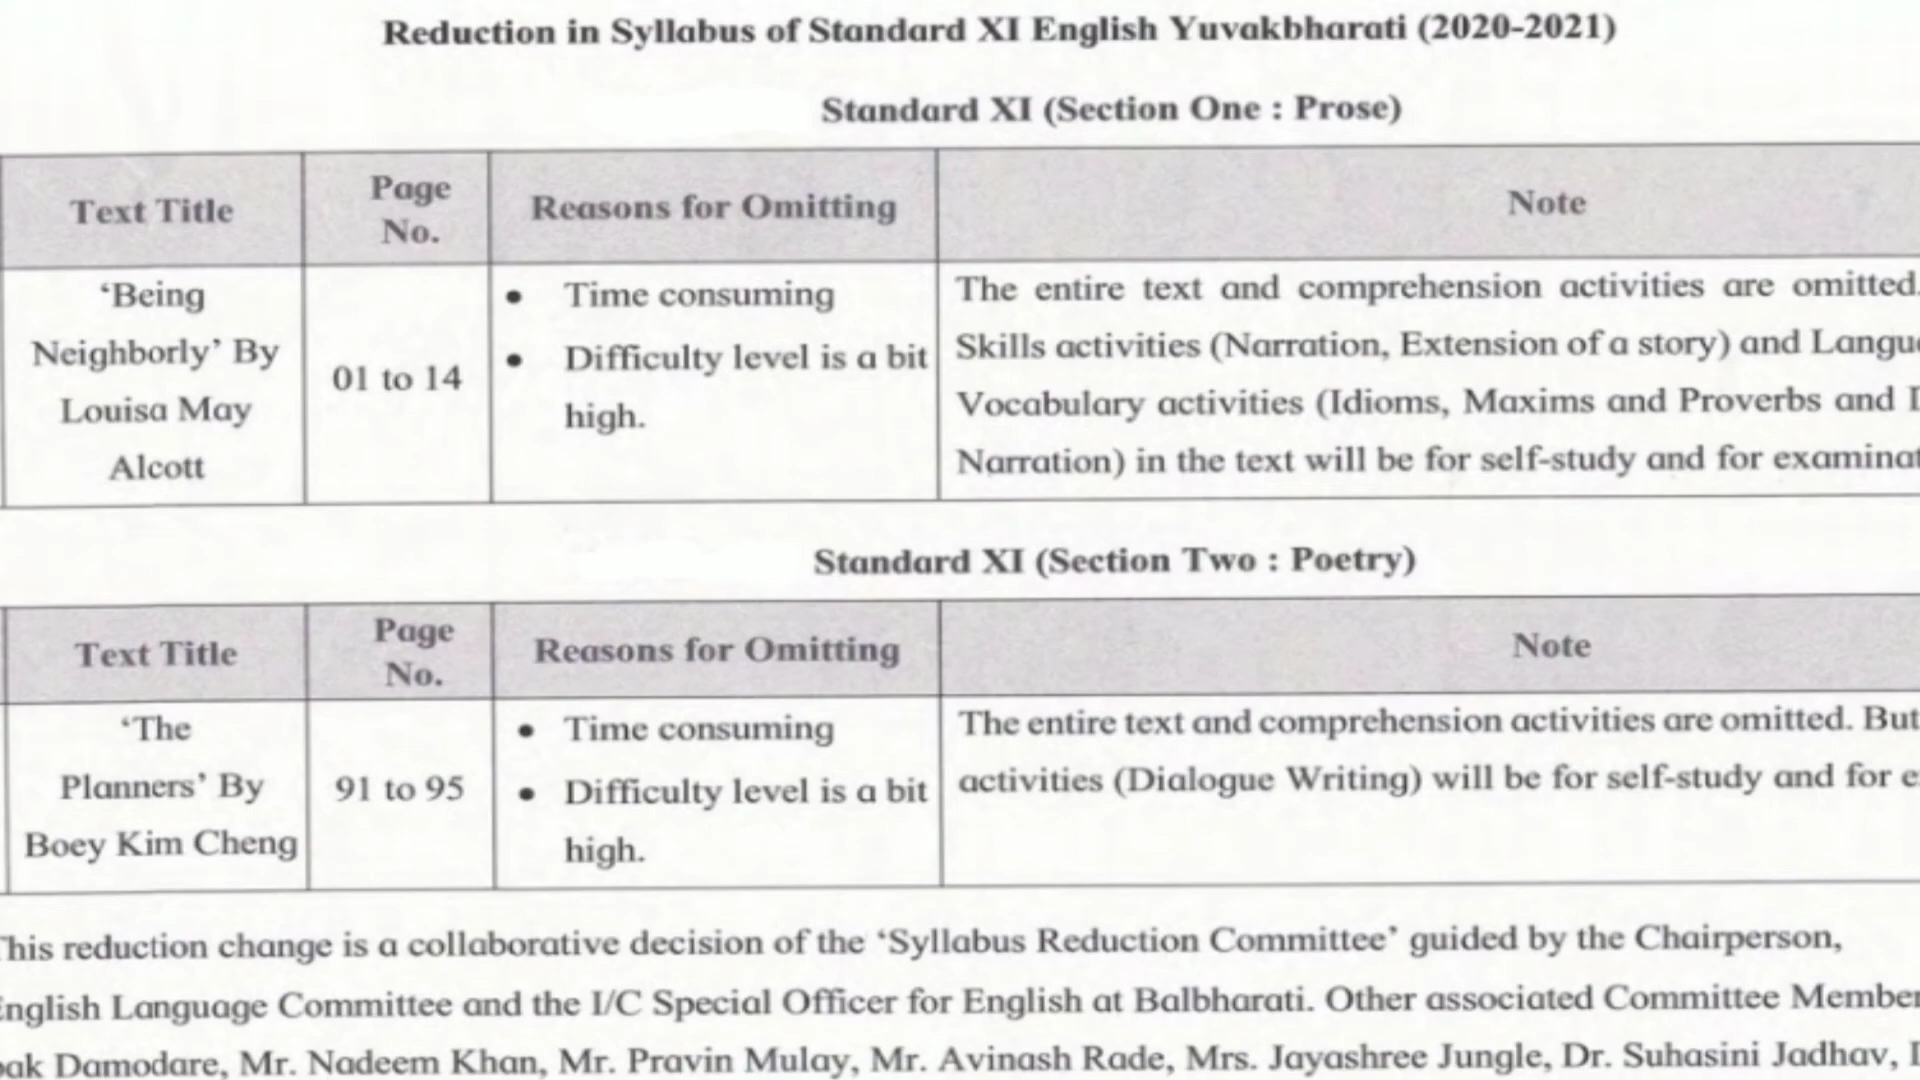 Reduction in Syllabus of Standard XI English Yuvakbharati (2020-2021)
Standard XI (Section One : Prose)
Text Title
Page
No.
Reasons for Omitting
Note
‘Being
Neighborly’ By
Louisa May
Alcott
01 to 14
• Time consuming
• Difficulty level is a bit
high.
The entire text and comprehension activities are omitted.
Skills activities (Narration, Extension of a story) and
Vocabulary activities (Idioms, Maxims and Proverbs and
Narration) in the text will be for self-study and for
Standard XI (Section Two : Poetry)
Text Title
Page
No.
Reasons for Omitting
Note
‘The
Planners’ By
Boey Kim Cheng
91 to 95
• Time consuming
• Difficulty level is a bit
high.
The entire text and comprehension activities are omitted. But
activities (Dialogue Writing) will be for self-study and for
This reduction change is a collaborative decision of the ‘Syllabus Reduction Committee’ guided by the Chairperson,
English Language Committee and the I/C Special Officer for English at Balbharati. Other associated Committee
Damodare, Mr. Nadeem Khan, Mr. Pravin Mulay, Mr. Avinash Rade, Mrs. Jayashree Jungle, Dr. Suhasini Jadhav,